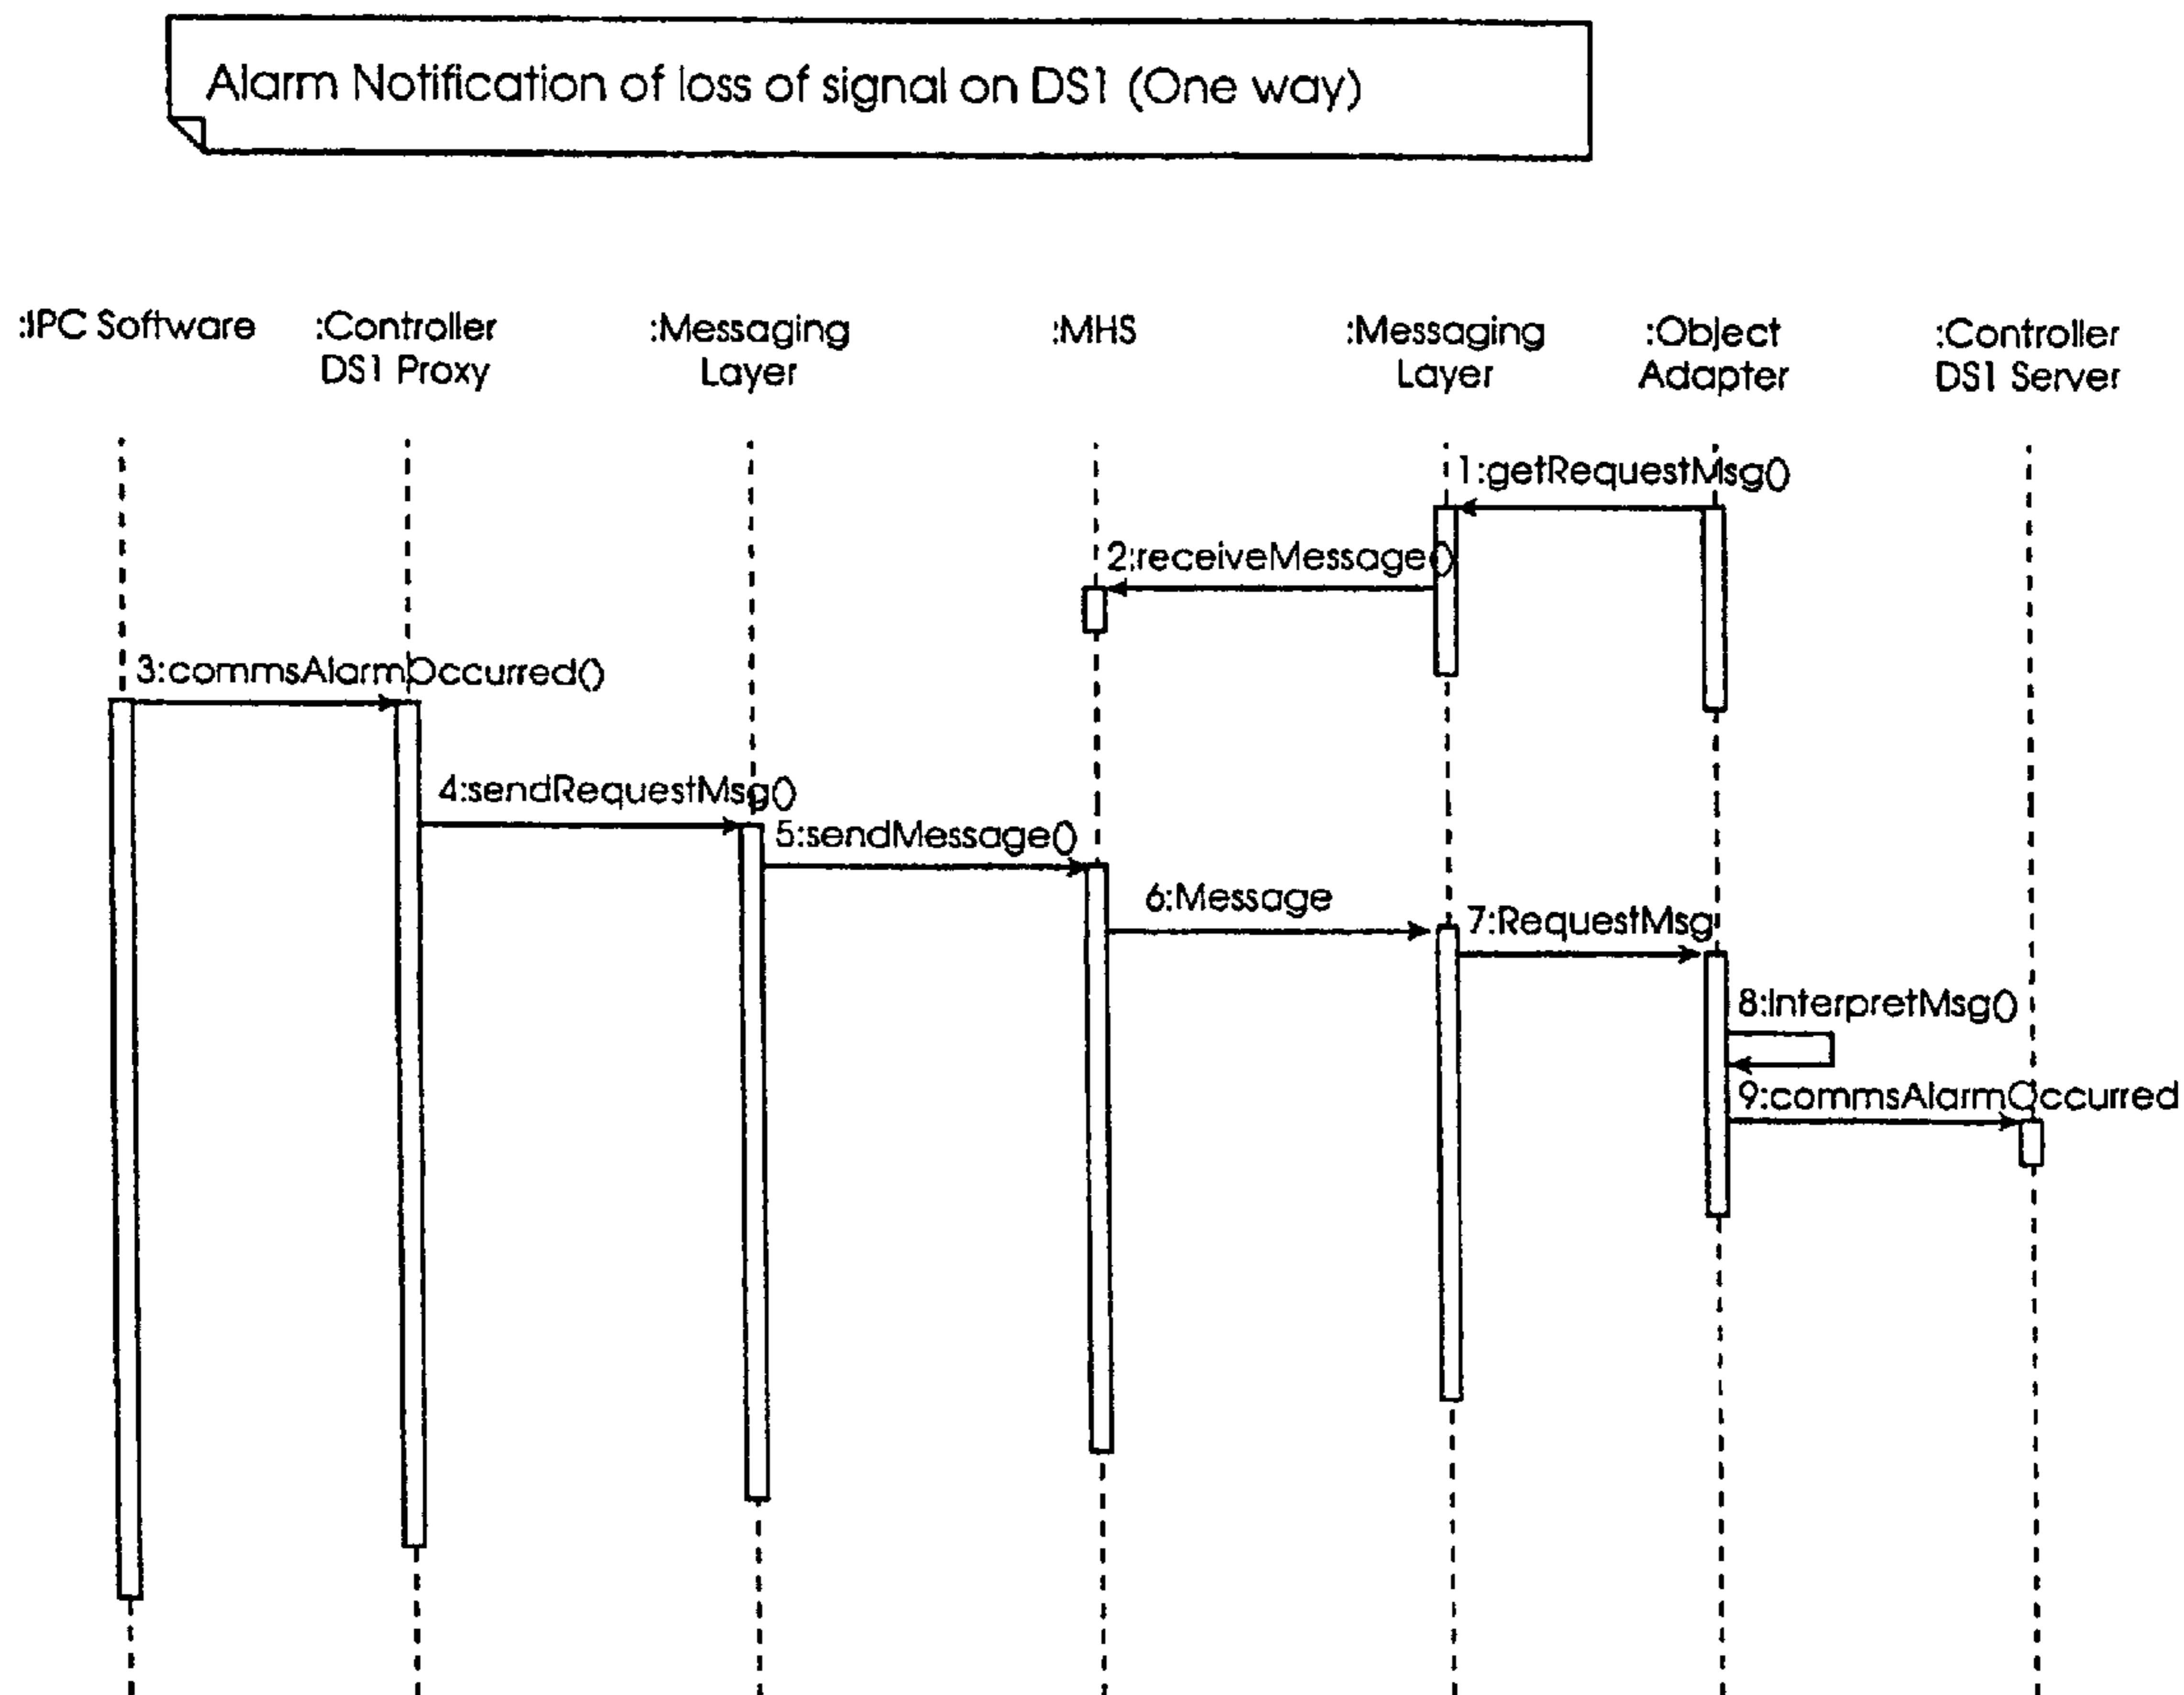 Alarm Notification of loss of signal on DS1 (One way)
:IPC Software
:Controller
DS1 Proxy
:Messaging
Layer
:MHS
:Messaging
Layer
:Object
Adapter
:Controller
DS1 Server
1:getRequestMsg()
2:receiveMessage()
3:commsAlarmOccurred()
4:sendRequestMsg()
5:sendMessage()
6:Message
7:RequestMsg
8:InterpretMsg()
9:commsAlarmOccurred